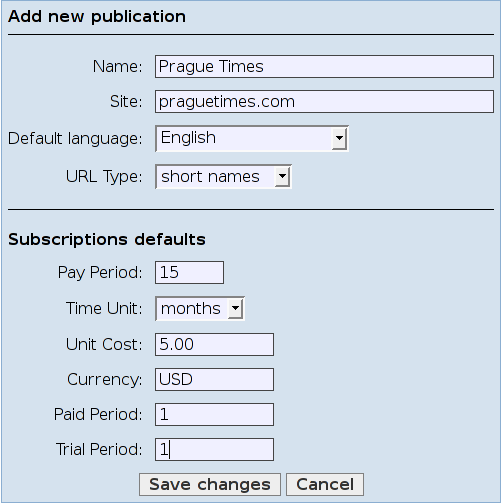 Add new publication
Name: Prague Times
Site: praguetimes.com
Default language: English
URL Type: short names
Subscriptions defaults
Pay Period: 15
Time Unit: months
Unit Cost: 5.00
Currency: USD
Paid Period: 1
Trial Period: 1
Save changes Cancel